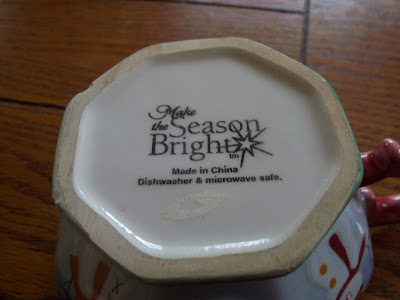 Make
the Season
Bright tm
Made in China
Dishwasher & microwave safe.